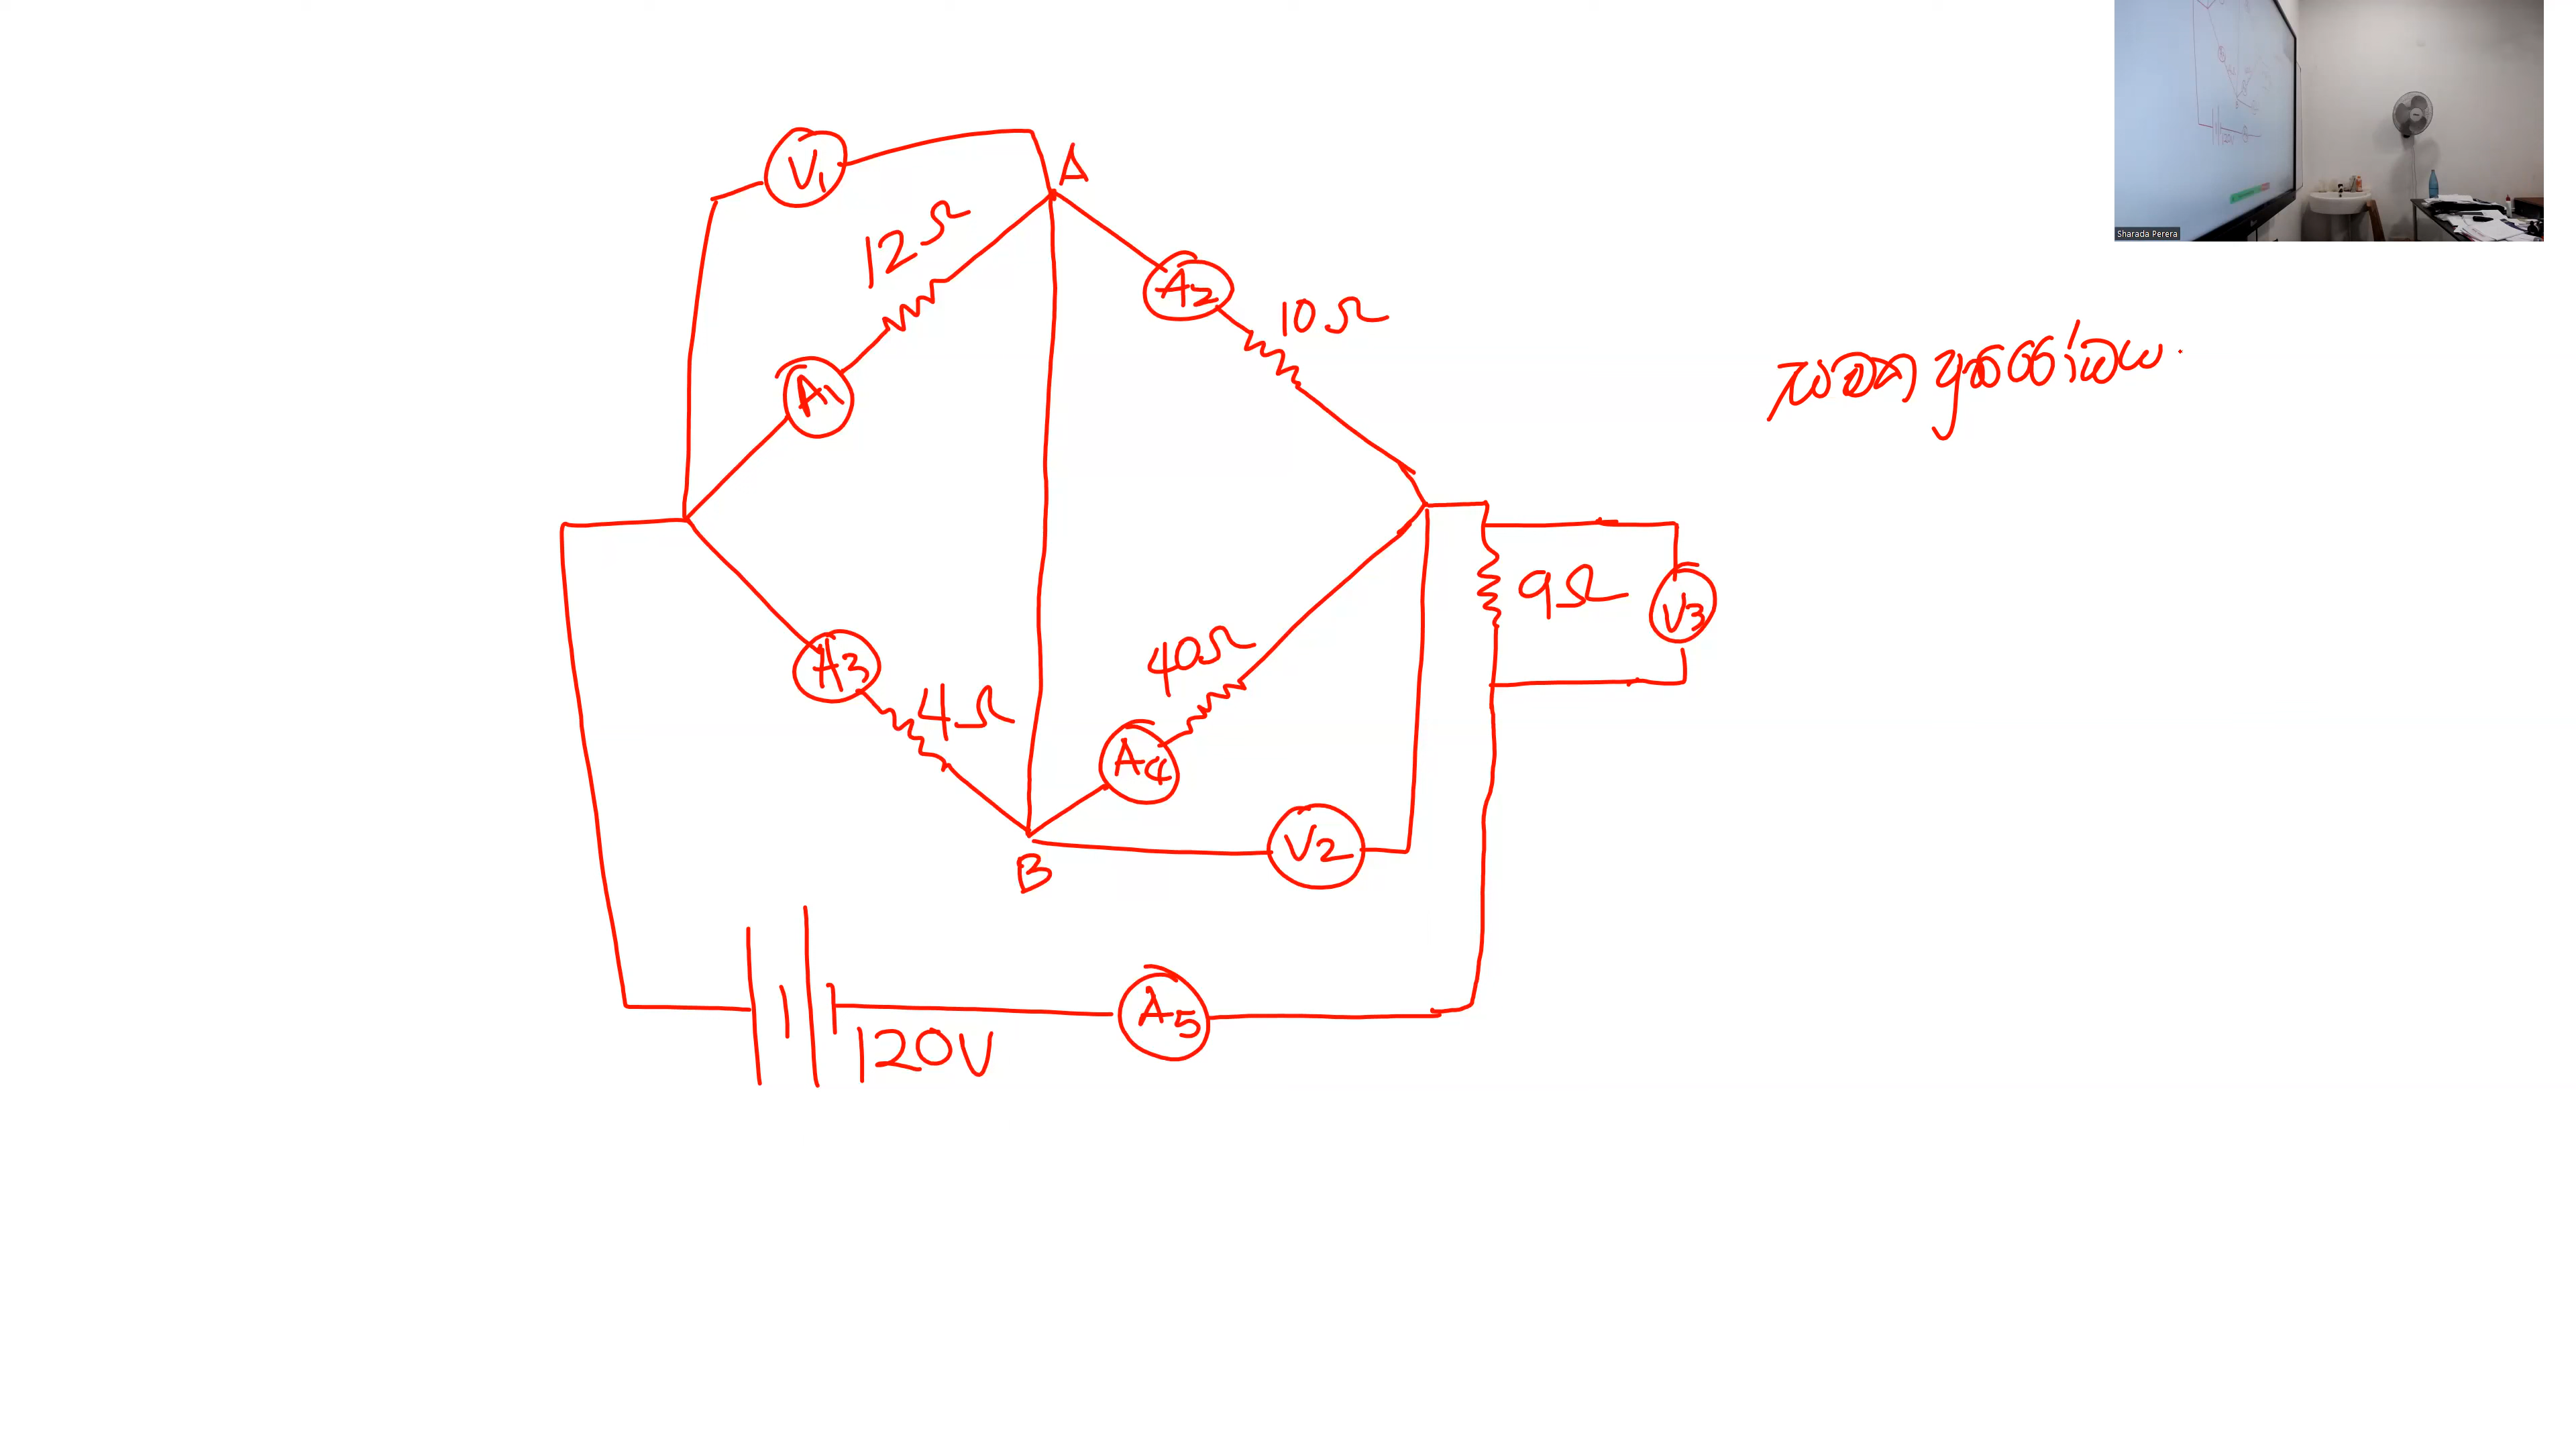 V1
A
12Ω
A2
10Ω
A1
9Ω
V3
A3
4Ω
40Ω
A4
V2
B
A5
120V
Sharada Perera